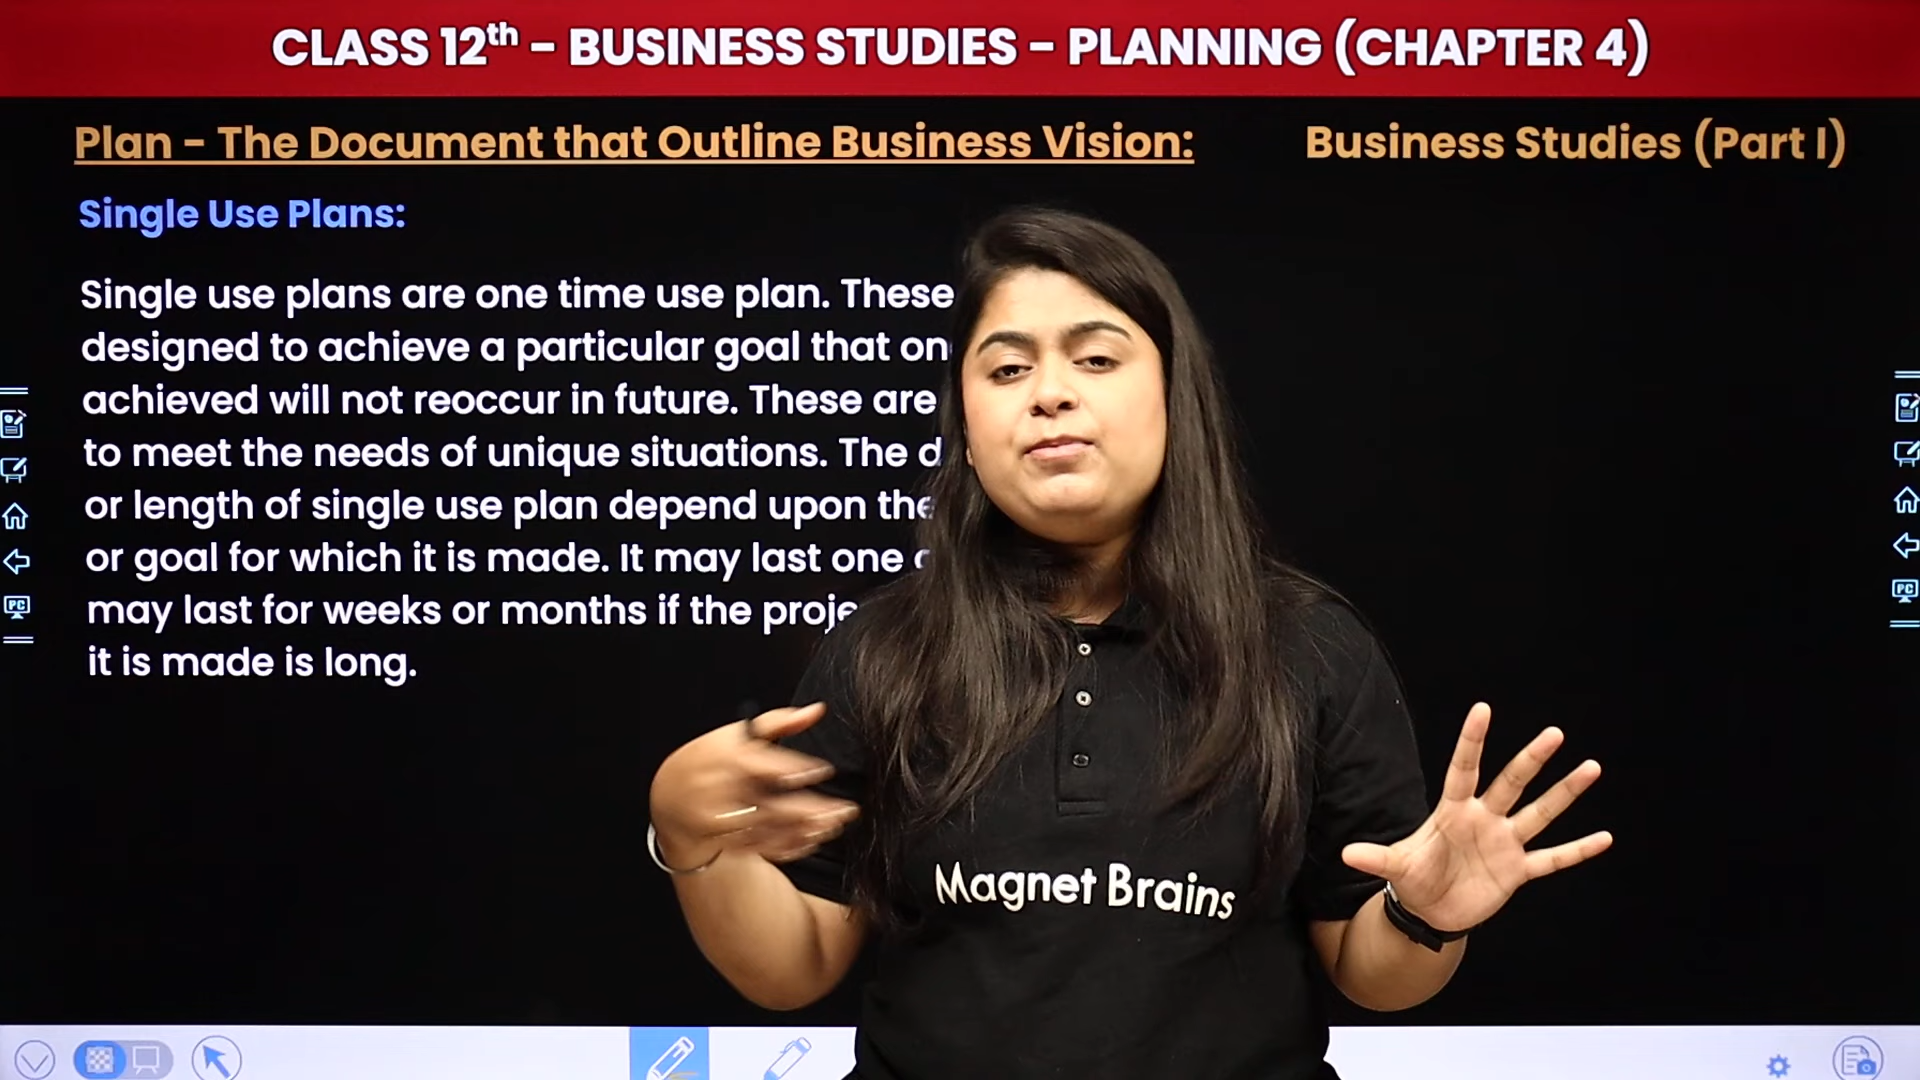 CLASS 12th – BUSINESS STUDIES – PLANNING (CHAPTER 4)
Plan – The Document that Outline Business Vision: Business Studies (Part I)
Single Use Plans:
Single use plans are one time use plan. These
designed to achieve a particular goal that
achieved will not reoccur in future. These are
to meet the needs of unique situations. The
or length of single use plan depend upon the
or goal for which it is made. It may last one
may last for weeks or months if the
it is made is long.
PC
PC
Magnet Brains